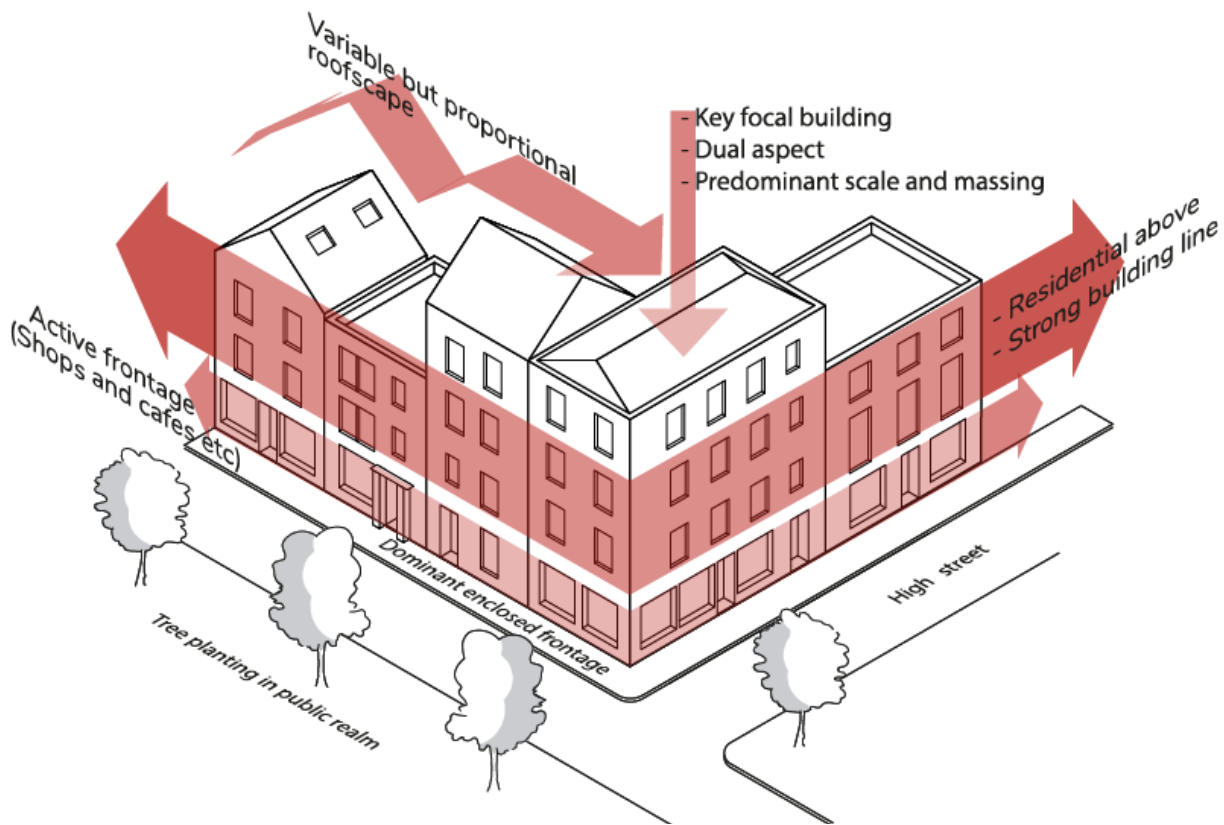 Variable but proportional
roofscape
- Key focal building
- Dual aspect
- Predominant scale and massing
- Residential above
- Strong building line
Active frontage
(Shops and cafes etc)
Dominant enclosed frontage
High street
Tree planting in public realm